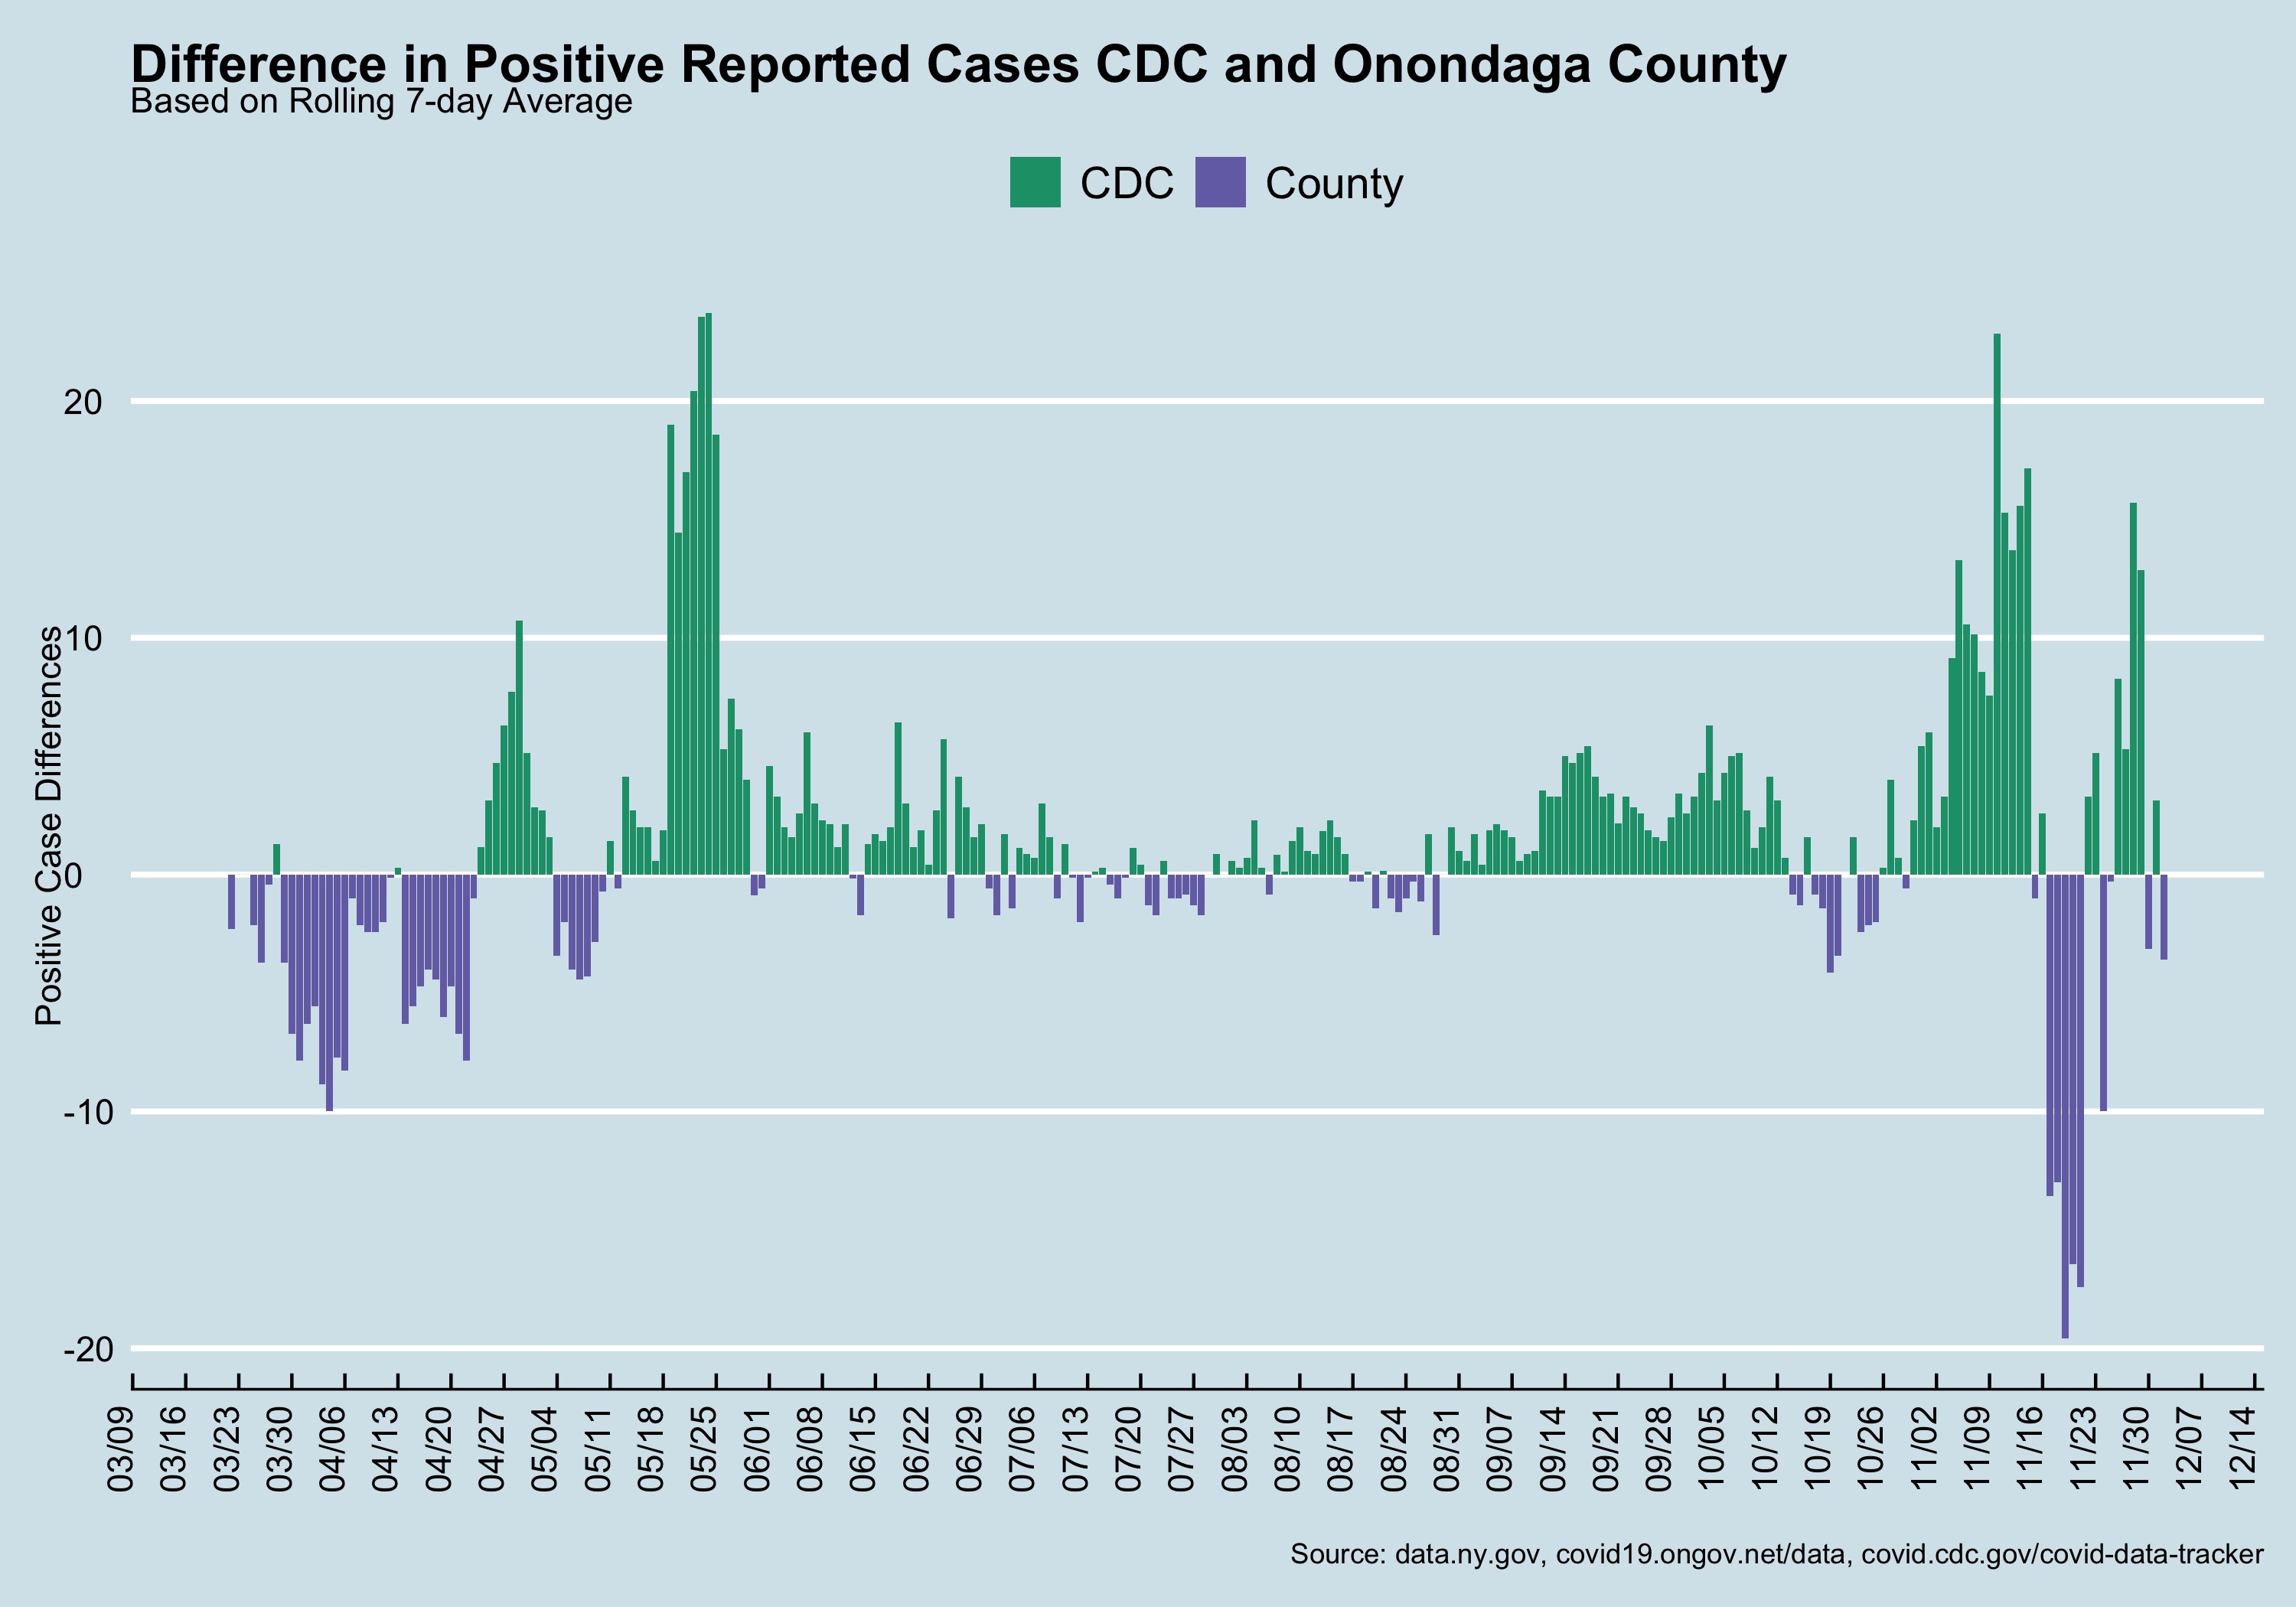 Difference in Positive Reported Cases CDC and Onondaga County
Based on Rolling 7-day Average
CDC County
Positive Case Differences
20
10
0
-10
-20
03/09 03/16 03/23 03/30 04/06 04/13 04/20 04/27 05/04 05/11 05/18 05/25 06/01 06/08 06/15 06/22 06/29 07/06 07/13 07/20 07/27 08/03 08/10 08/17 08/24 08/31 09/07 09/14 09/21 09/28 10/05 10/12 10/19 10/26 11/02 11/09 11/16 11/23 11/30 12/07 12/14
Source: data.ny.gov, covid19.ongov.net/data, covid.cdc.gov/covid-data-tracker